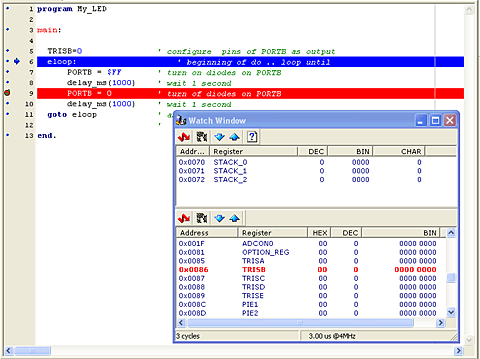 1 program My_LED
2
3 main:
4
5 TRISB=0 ' configure pins of PORTB as output
6 eloop: ' beginning of do .. loop until
7 PORTB = $FF ' turn on diodes on PORTB
8 delay_ms(1000) ' wait 1 second
9 PORTB = 0 ' turn of diodes on PORTB
10 delay_ms(1000) ' wait 1 second
11 goto eloop '
12 '
13 end.
Watch Window
Addr... Register DEC BIN CHAR
0x0070 STACK_0 0 0000 0
0x0071 STACK_1 0 0000 0
0x0072 STACK_2 0 0000 0
Address Register HEX DEC BIN
0x001F ADCON0 00 0 0000 0000
0x0081 OPTION_REG 00 0 0000 0000
0x0085 TRISA 00 0 0000 0000
0x0086 TRISB 00 0 0000 0000
0x0087 TRISC 00 0 0000 0000
0x0088 TRISD 00 0 0000 0000
0x0089 TRISE 00 0 0000 0000
0x008C PIE1 00 0 0000 0000
0x008D PIE2 00 0 0000 0000
3 cycles 3.00 us @4MHz